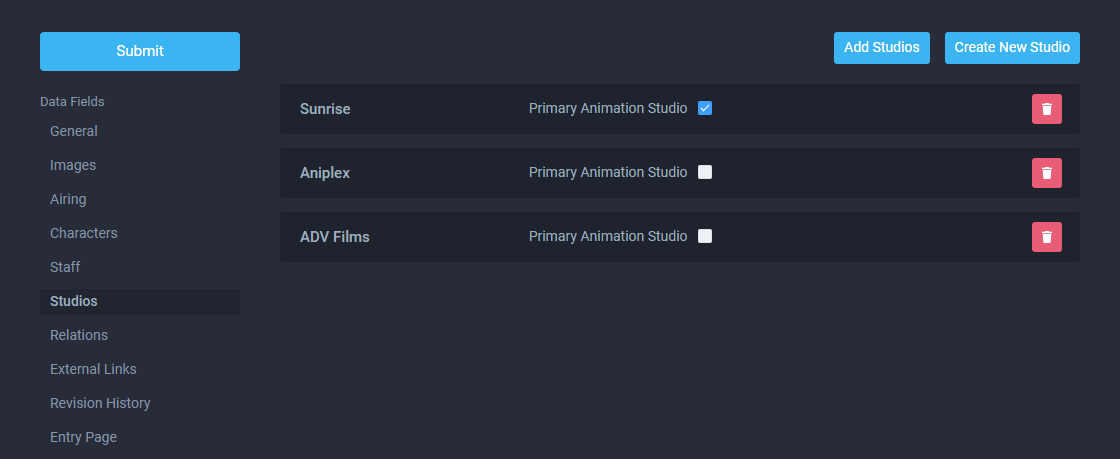 Submit
Add Studios
Create New Studio
Data Fields
General
Images
Airing
Characters
Staff
Studios
Relations
External Links
Revision History
Entry Page
Sunrise Primary Animation Studio
Aniplex Primary Animation Studio
ADV Films Primary Animation Studio